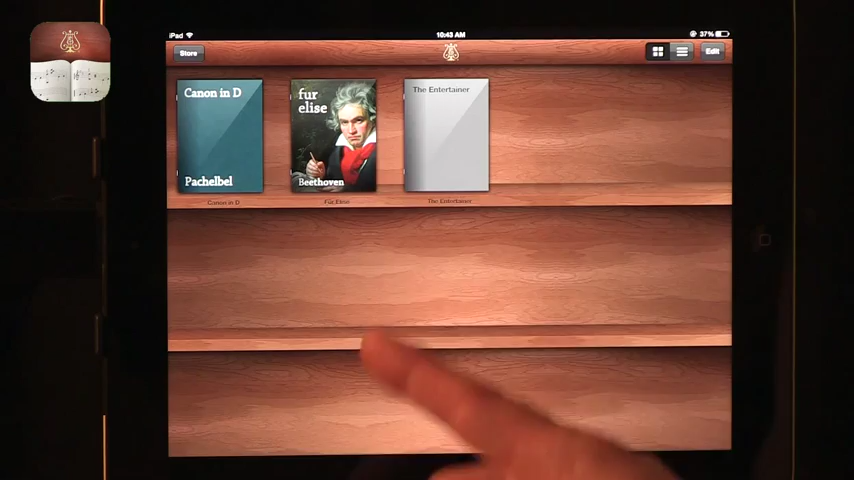 iPad
10:43 AM
37%
Store
Edit
Canon in D
Pachelbel
fur
elise
Beethoven
The Entertainer
Canon in D
Für Elise
The Entertainer